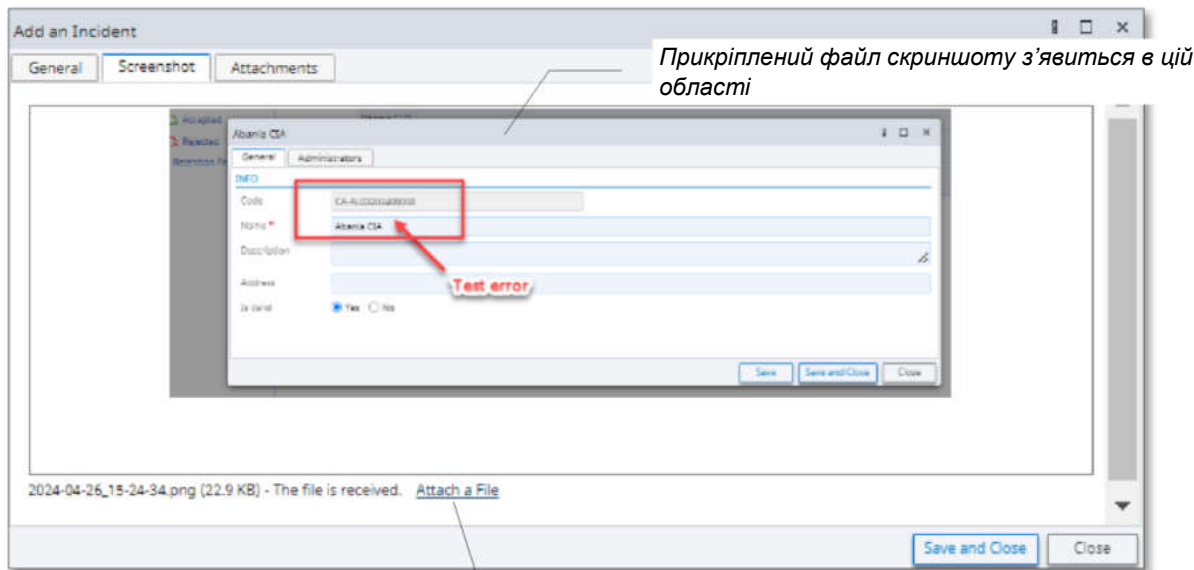 Add an Incident
General Screenshot Attachments
Прикріплений файл скриншоту з’явиться в цій
області
Accepted
Rejected
Abania CIA
General Administrators
INFO
Code
Name * Abania CIA
Description
Address
Test error
Is valid Yes No
Save Save and Close Close
2024-04-26_15-24-34.png (22.9 KB) - The file is received. Attach a File
Save and Close Close